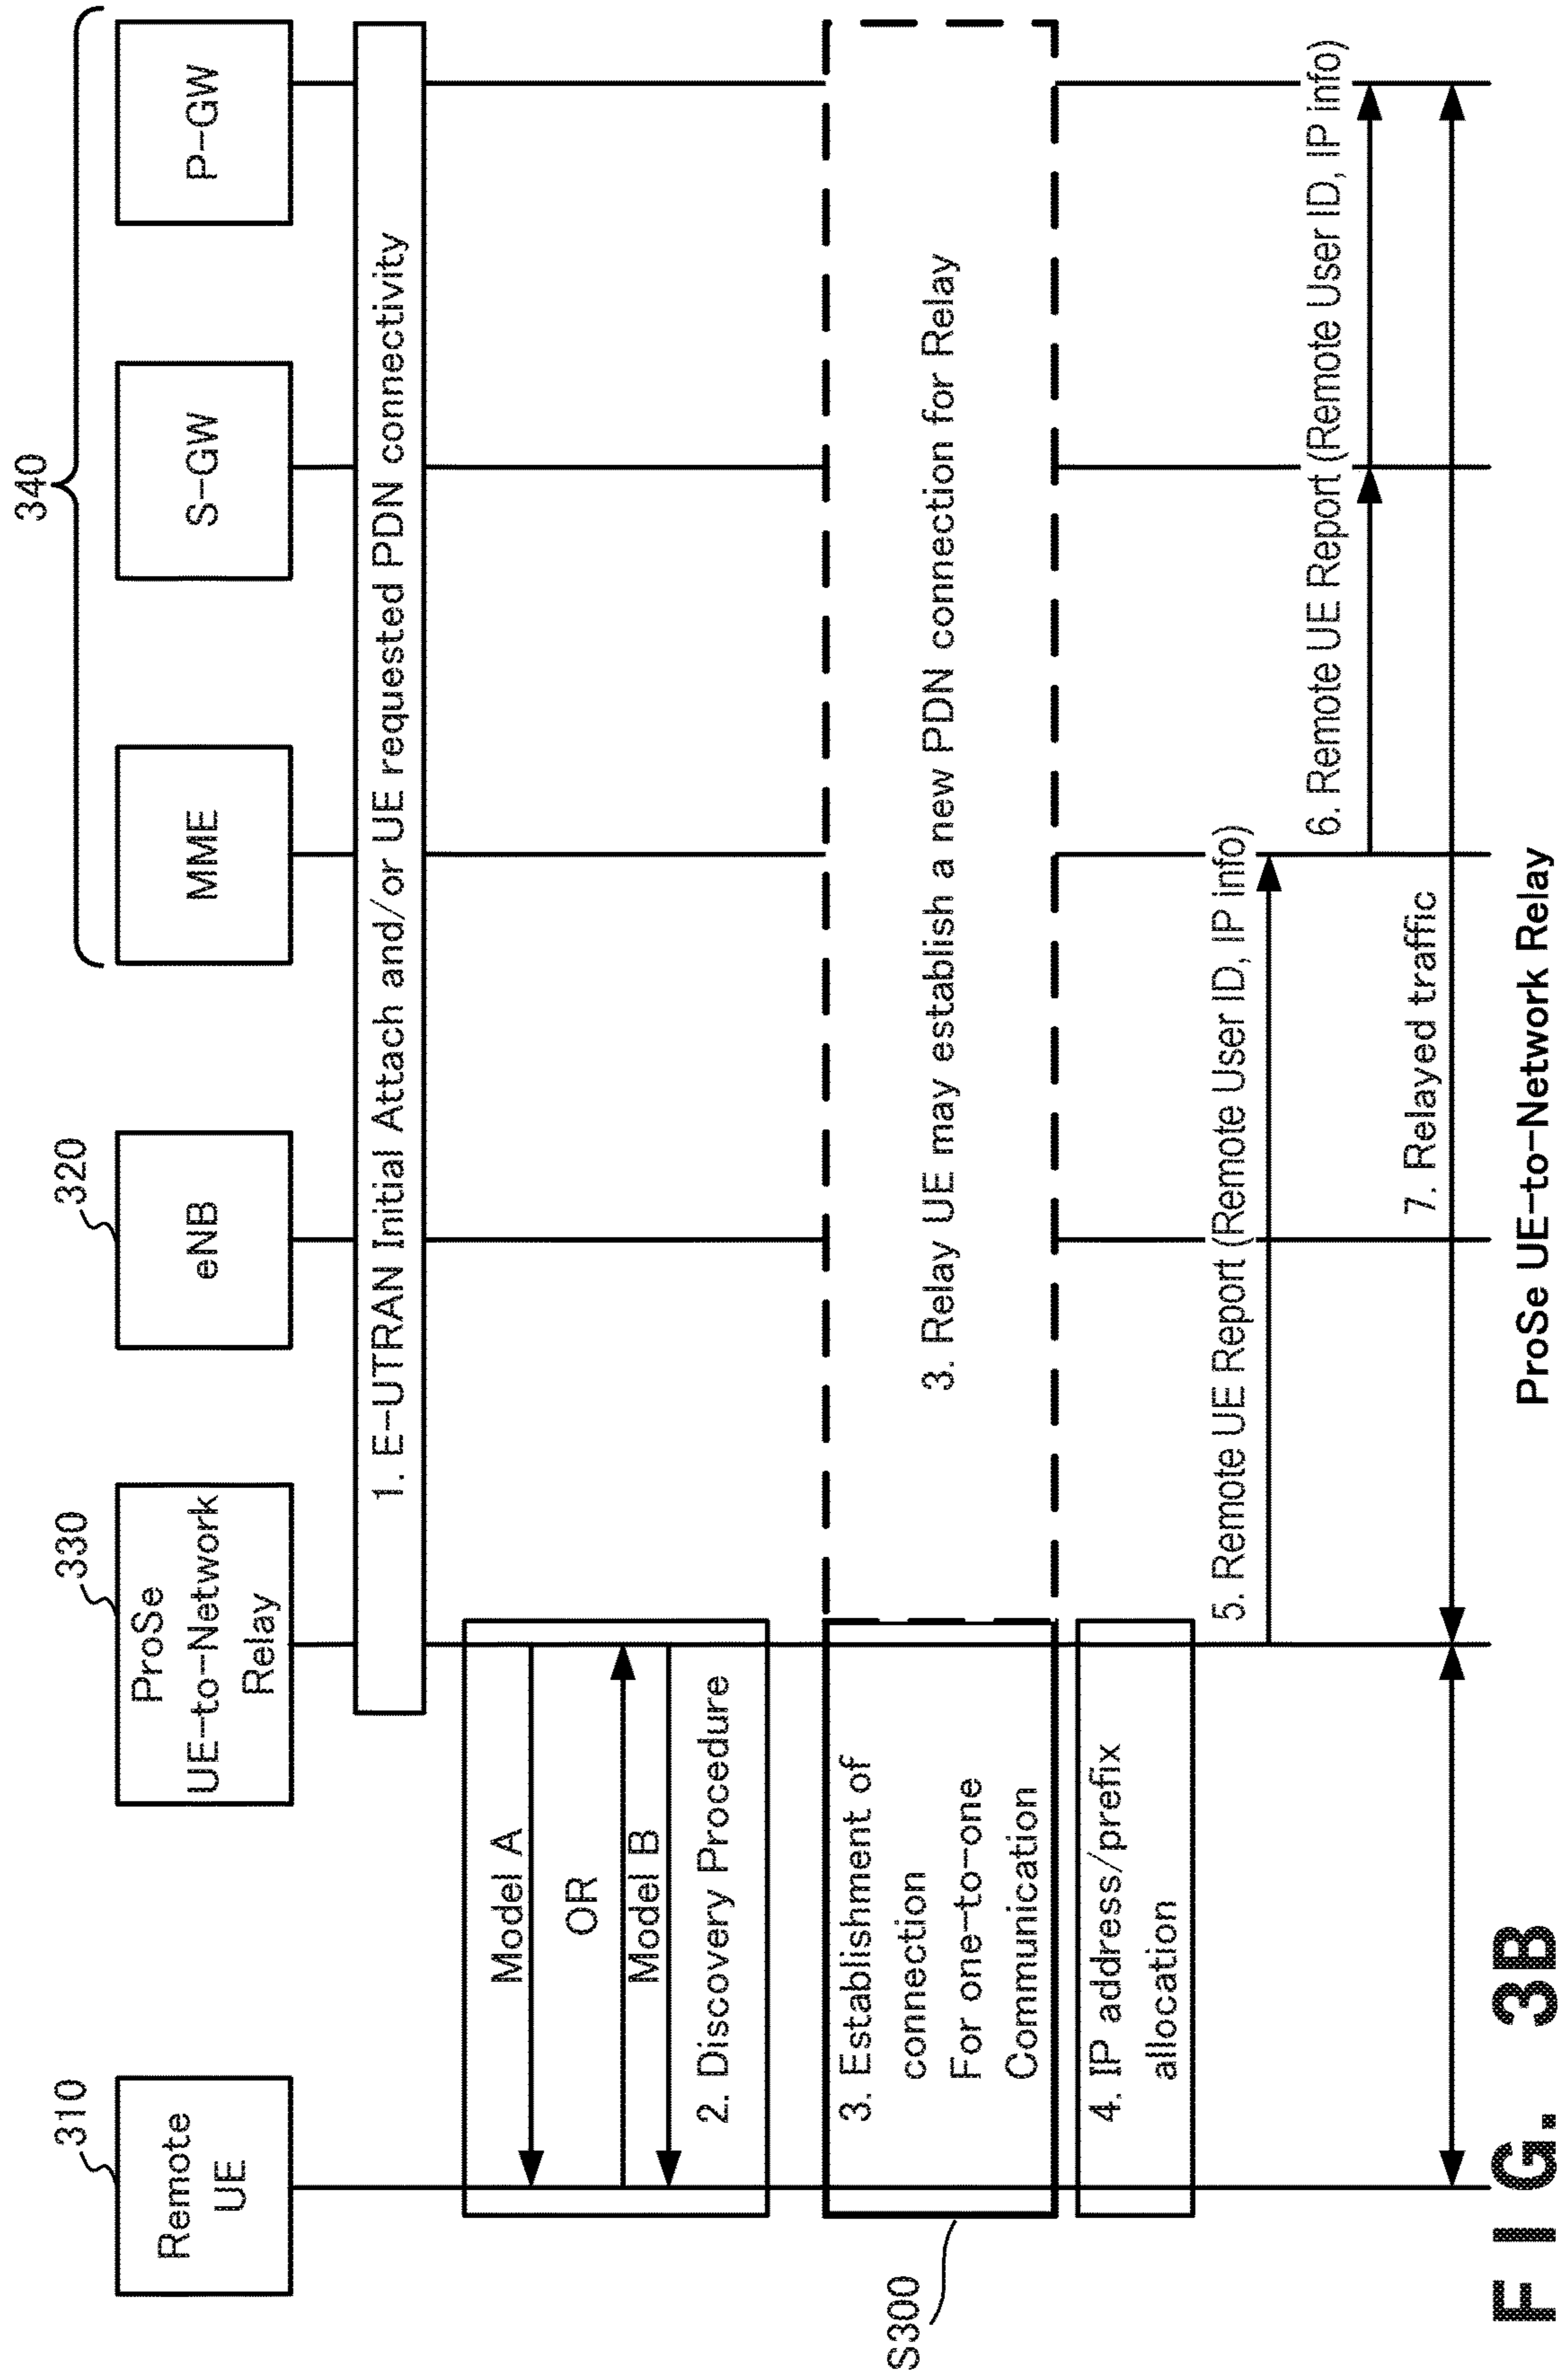 340
310
330
320
Remote
UE
ProSe
UE-to-Network
Relay
eNB
MME
S-GW
P-GW
1. E-UTRAN Initial Attach and/or UE requested PDN connectivity
Model A
OR
Model B
2. Discovery Procedure
S300
3. Establishment of
connection
For one-to-one
Communication
3. Relay UE may establish a new PDN connection for Relay
4. IP address/prefix
allocation
5. Remote UE Report (Remote User ID, IP info)
6. Remote UE Report (Remote User ID, IP info)
7. Relayed traffic
FIG. 3B
ProSe UE-to-Network Relay